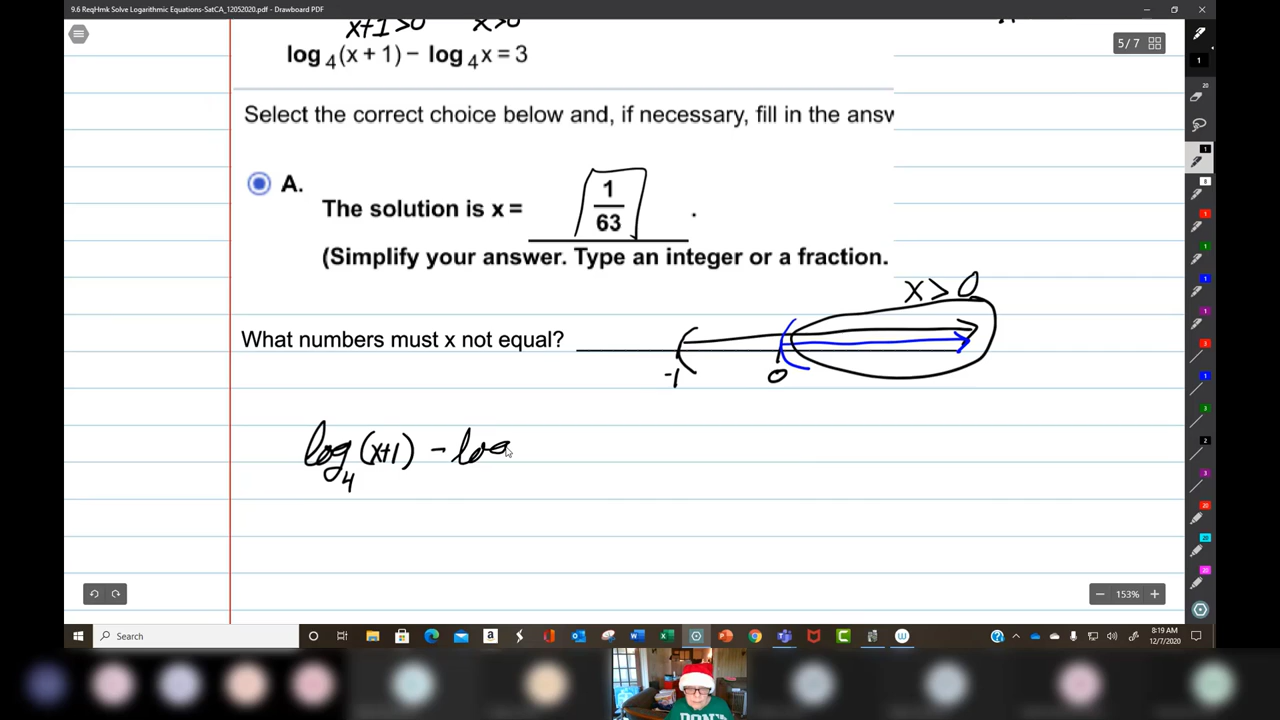 9.6 ReqHmk Solve Logarithmic Equations-SatCA_12052020.pdf - Drawboard PDF
x+1>0 x>0
5/7
log 4(x + 1) - log 4x = 3
Select the correct choice below and, if necessary, fill in the answ
A.
The solution is x = 1/63 .
(Simplify your answer. Type an integer or a fraction.
x > 0
What numbers must x not equal?
-1 0
log4 (x+1) - log
153%
Search
8:19 AM
12/7/2020
DON'S